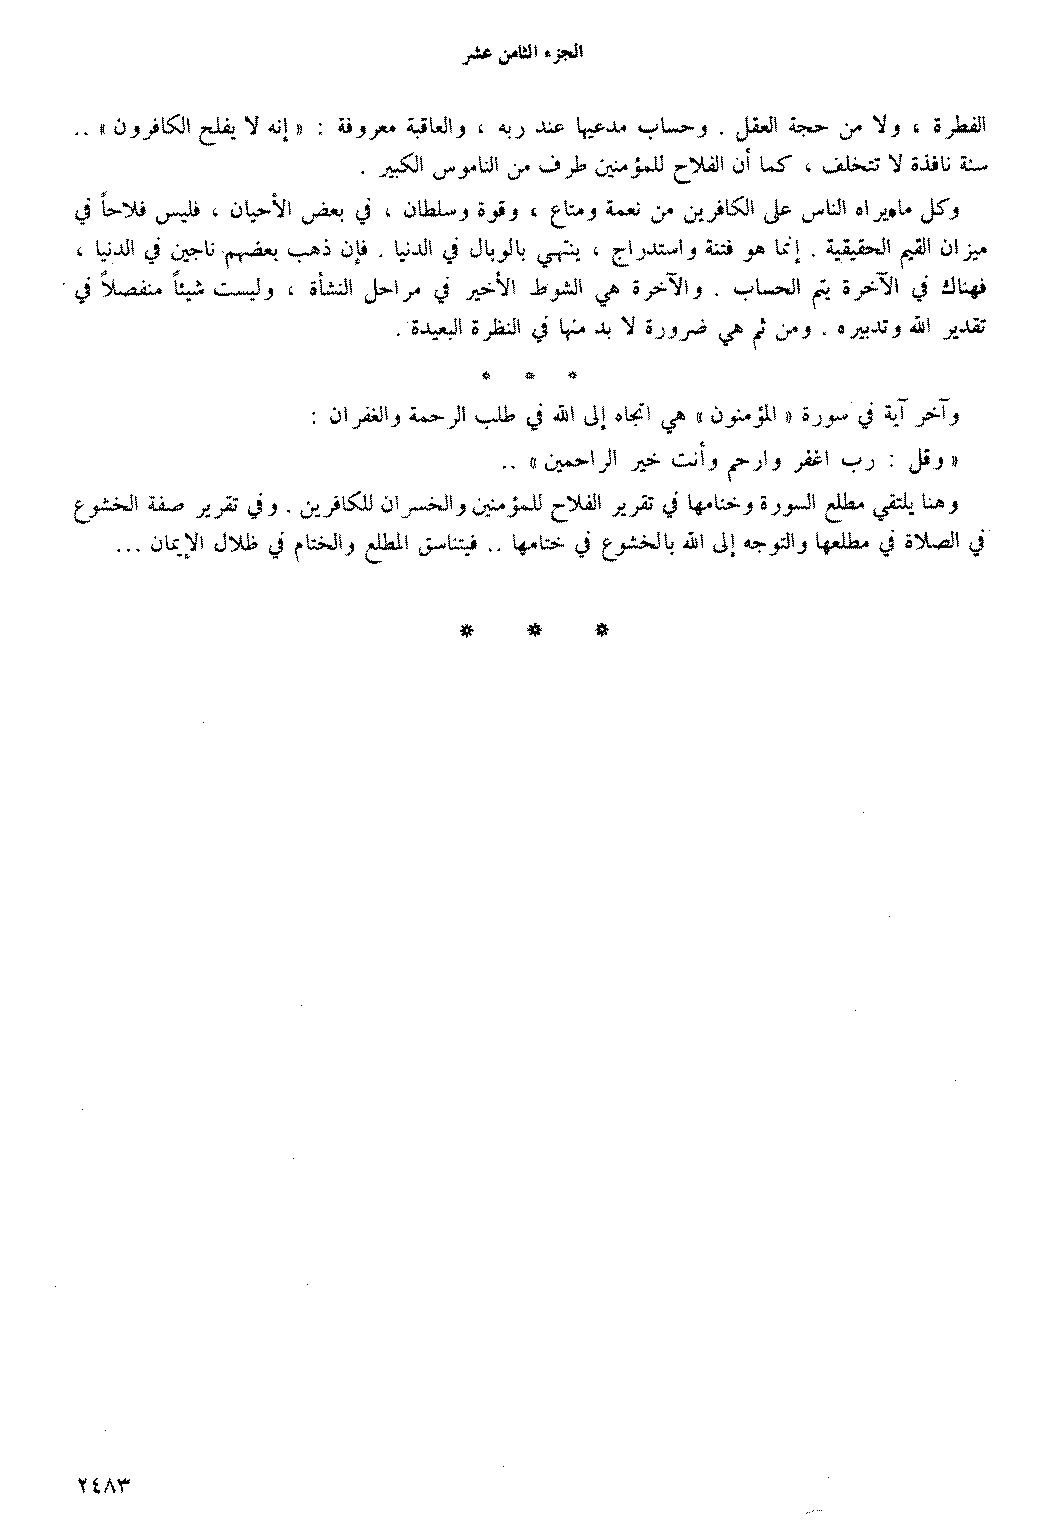 الجزء الثامن عشر
الفطرة ، ولا من حجة العقل . وحساب مدعيها عند ربه ، والعاقبة معروفة : « إنه لا يفلح الكافرون » ..
سنة نافذة لا تتخلف ، كما أن الفلاح للمؤمنين طرف من الناموس الكبير .
وكل مايراه الناس على الكافرين من نعمة ومتاع ، وقوة وسلطان ، في بعض الأحيان ، فليس فلاحاً في
ميزان القيم الحقيقية . إنما هو فتنة واستدراج ، ينتهي بالوبال في الدنيا . فإن ذهب بعضهم ناجين في الدنيا ،
فهناك في الآخرة يتم الحساب . والآخرة هي الشوط الأخير في مراحل النشأة ، وليست شيئاً منفصلاً في
تقدير الله وتدبيره . ومن ثم هي ضرورة لا بد منها في النظرة البعيدة .
* * *
وآخر آية في سورة « المؤمنون » هي اتجاه إلى الله في طلب الرحمة والغفران :
« وقل : رب اغفر وارحم وأنت خير الراحمين » ..
وهنا يلتقي مطلع السورة وختامها في تقرير الفلاح للمؤمنين والخسران للكافرين . وفي تقرير صفة الخشوع
في الصلاة في مطلعها والتوجه إلى الله بالخشوع في ختامها .. فيتناسق المطلع والختام في ظلال الإيمان ...
* * *
٢٤٨٣